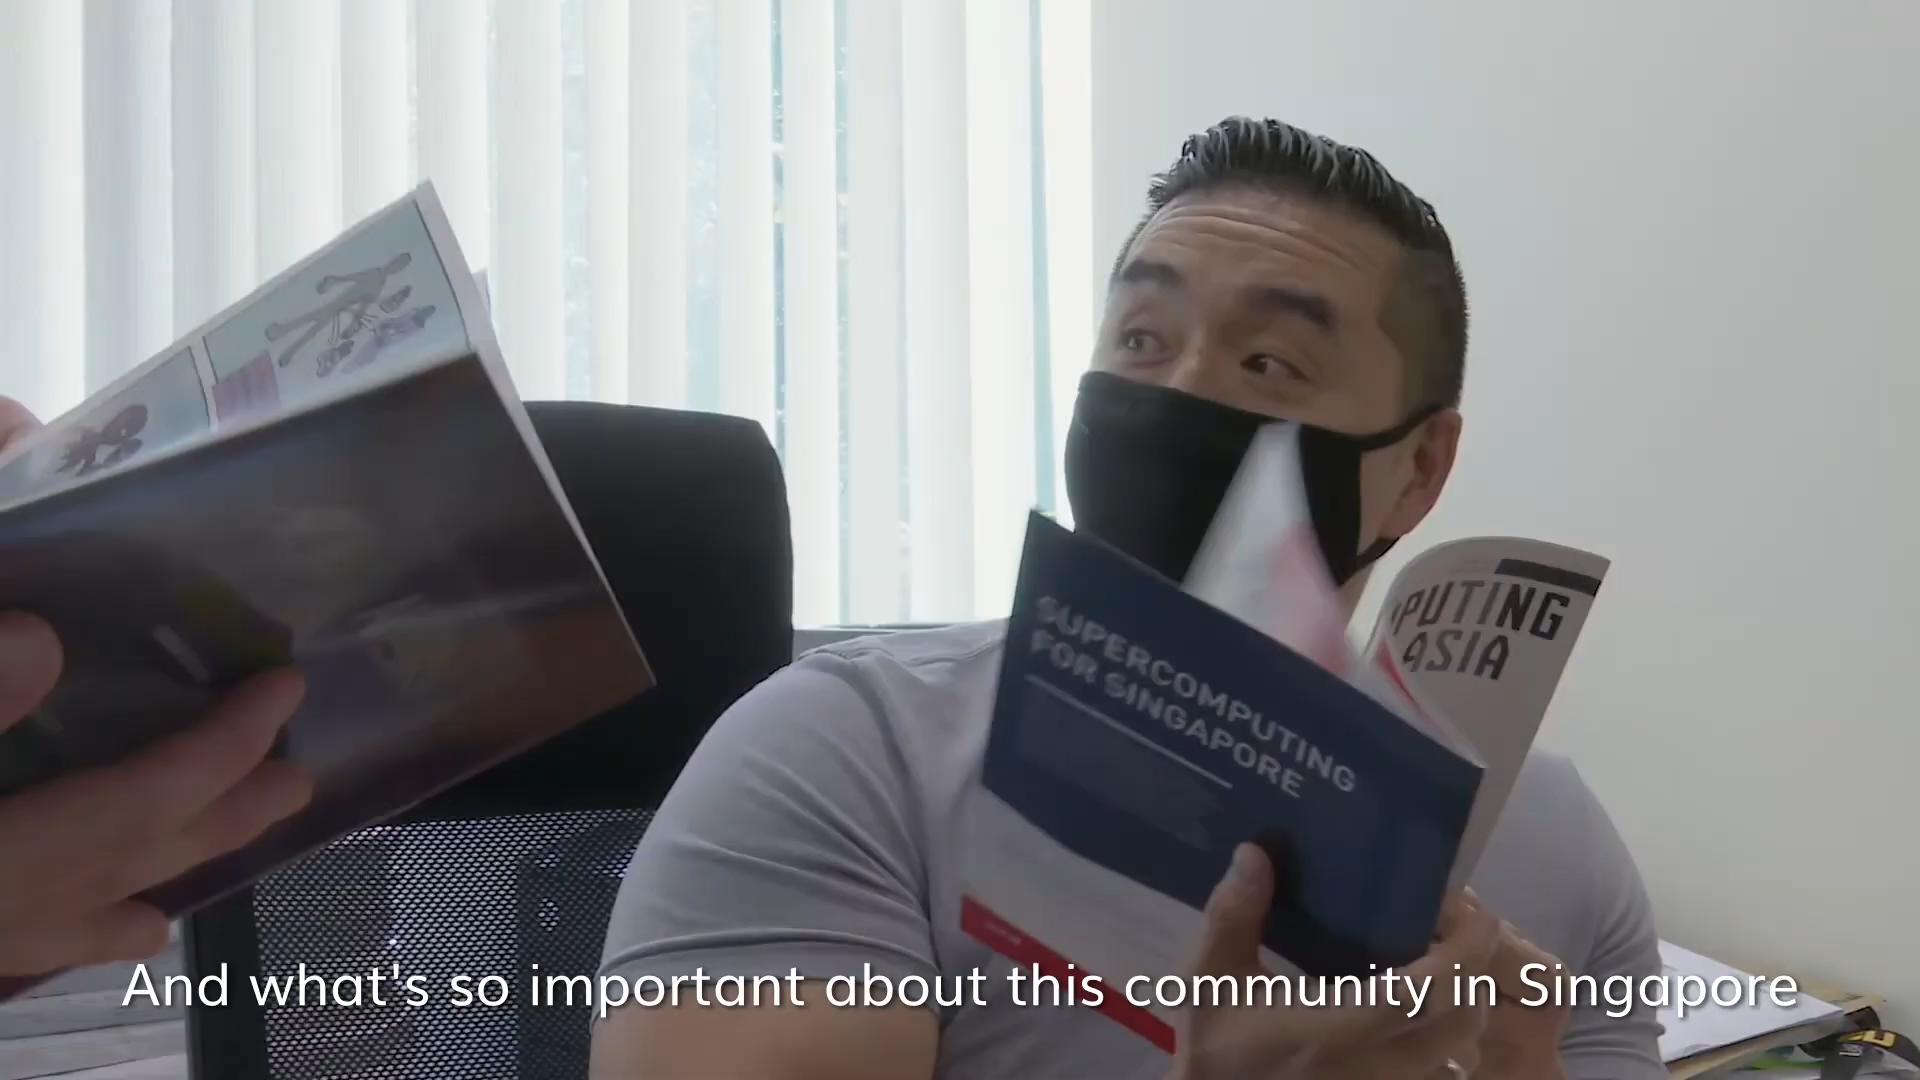 PUTING
ASIA
SUPERCOMPUTING
FOR SINGAPORE
And what's so important about this community in Singapore